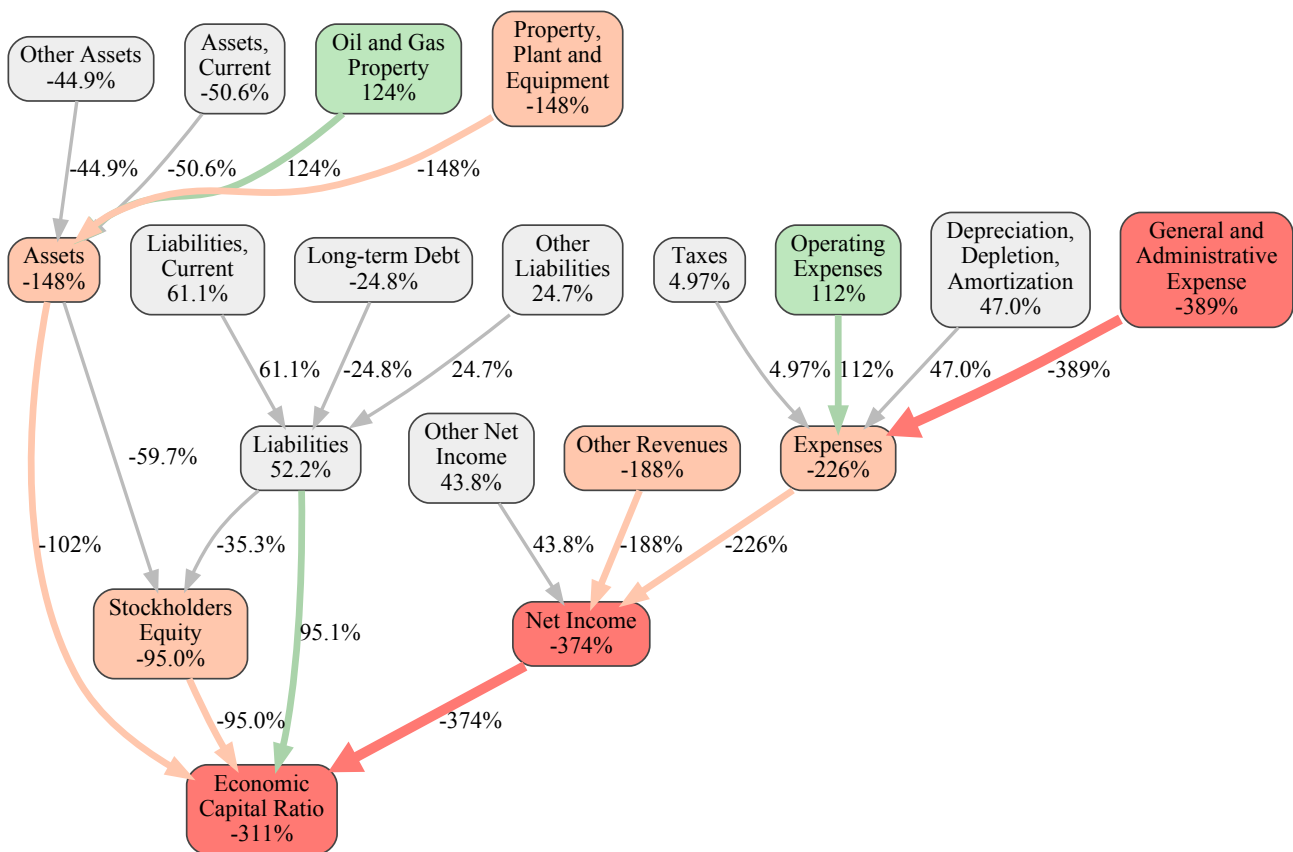 Other Assets
-44.9%
Assets,
Current
-50.6%
Oil and Gas
Property
124%
Property,
Plant and
Equipment
-148%
-44.9%
-50.6%
124%
-148%
Assets
-148%
Liabilities,
Current
61.1%
Long-term Debt
-24.8%
Other
Liabilities
24.7%
Taxes
4.97%
Operating
Expenses
112%
Depreciation,
Depletion,
Amortization
47.0%
General and
Administrative
Expense
-389%
61.1%
-24.8%
24.7%
4.97%
112%
47.0%
-389%
-59.7%
Liabilities
52.2%
Other Net
Income
43.8%
Other Revenues
-188%
Expenses
-226%
-102%
-35.3%
43.8%
-188%
-226%
Stockholders
Equity
-95.0%
95.1%
Net Income
-374%
-95.0%
-374%
Economic
Capital Ratio
-311%